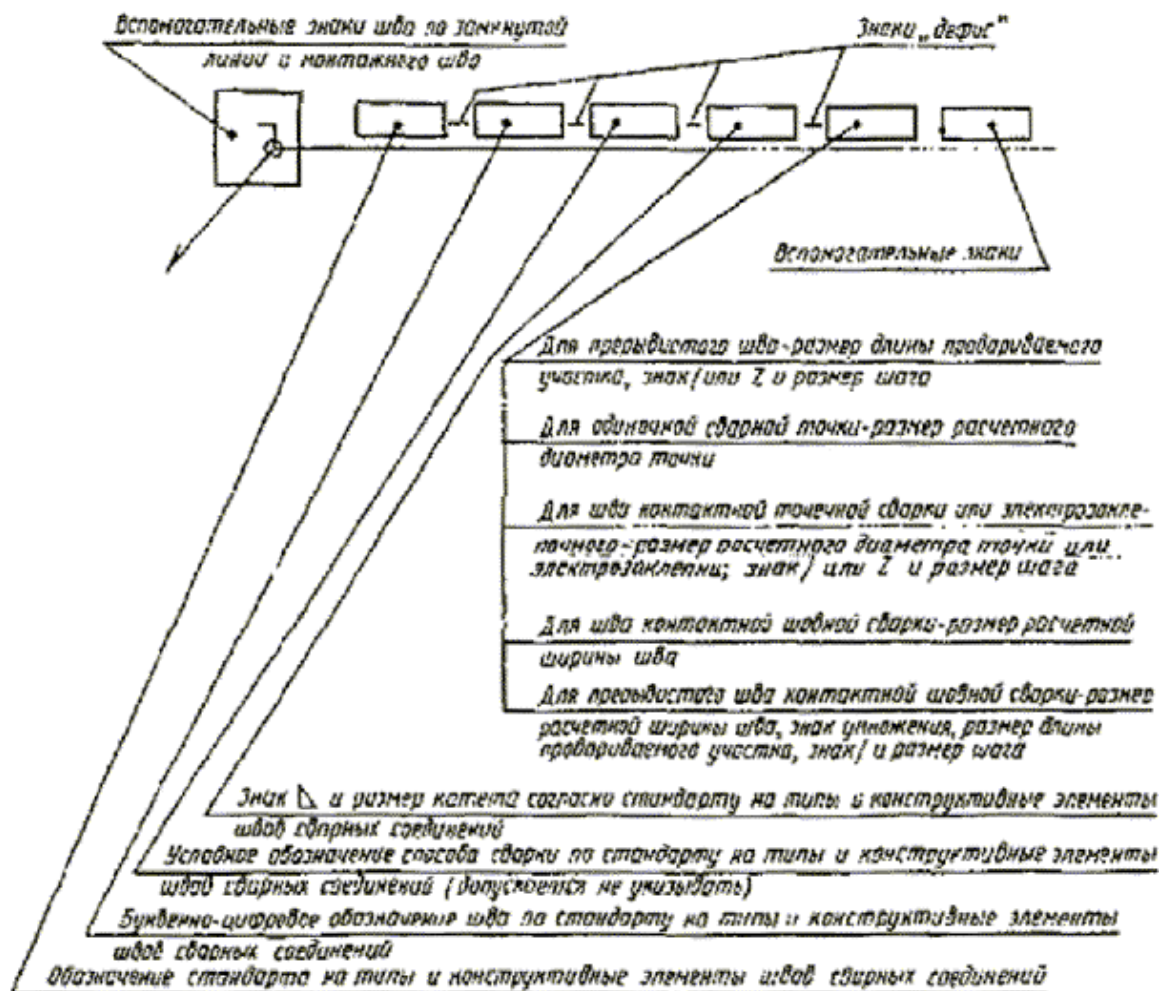 Вспомогательные знаки шва по замкнутой
линии и монтажного шва
Знаки „дефис"
Вспомогательные знаки
Для прерывистого шва-размер длины провариваемого
участка, знак / или Z и размер шага
Для одиночной сварной точки-размер расчетного
диаметра точки
Для шва контактной точечной сварки или электрозакле-
почного-размер расчетного диаметра точки или
электрозаклепки; знак / или Z и размер шага
Для шва контактной шовной сварки-размер расчетной
ширины шва
Для прерывистого шва контактной шовной сварки-размер
расчетной ширины шва, знак умножения, размер длины
провариваемого участка, знак / и размер шага
Знак ◺ и размер катета согласно стандарту на типы и конструктивные элементы
швов сварных соединений
Условное обозначение способа сварки по стандарту на типы и конструктивные элементы
швов сварных соединений (допускается не указывать)
Буквенно-цифровое обозначение шва по стандарту на типы и конструктивные элементы
швов сварных соединений
Обозначение стандарта на типы и конструктивные элементы швов сварных соединений